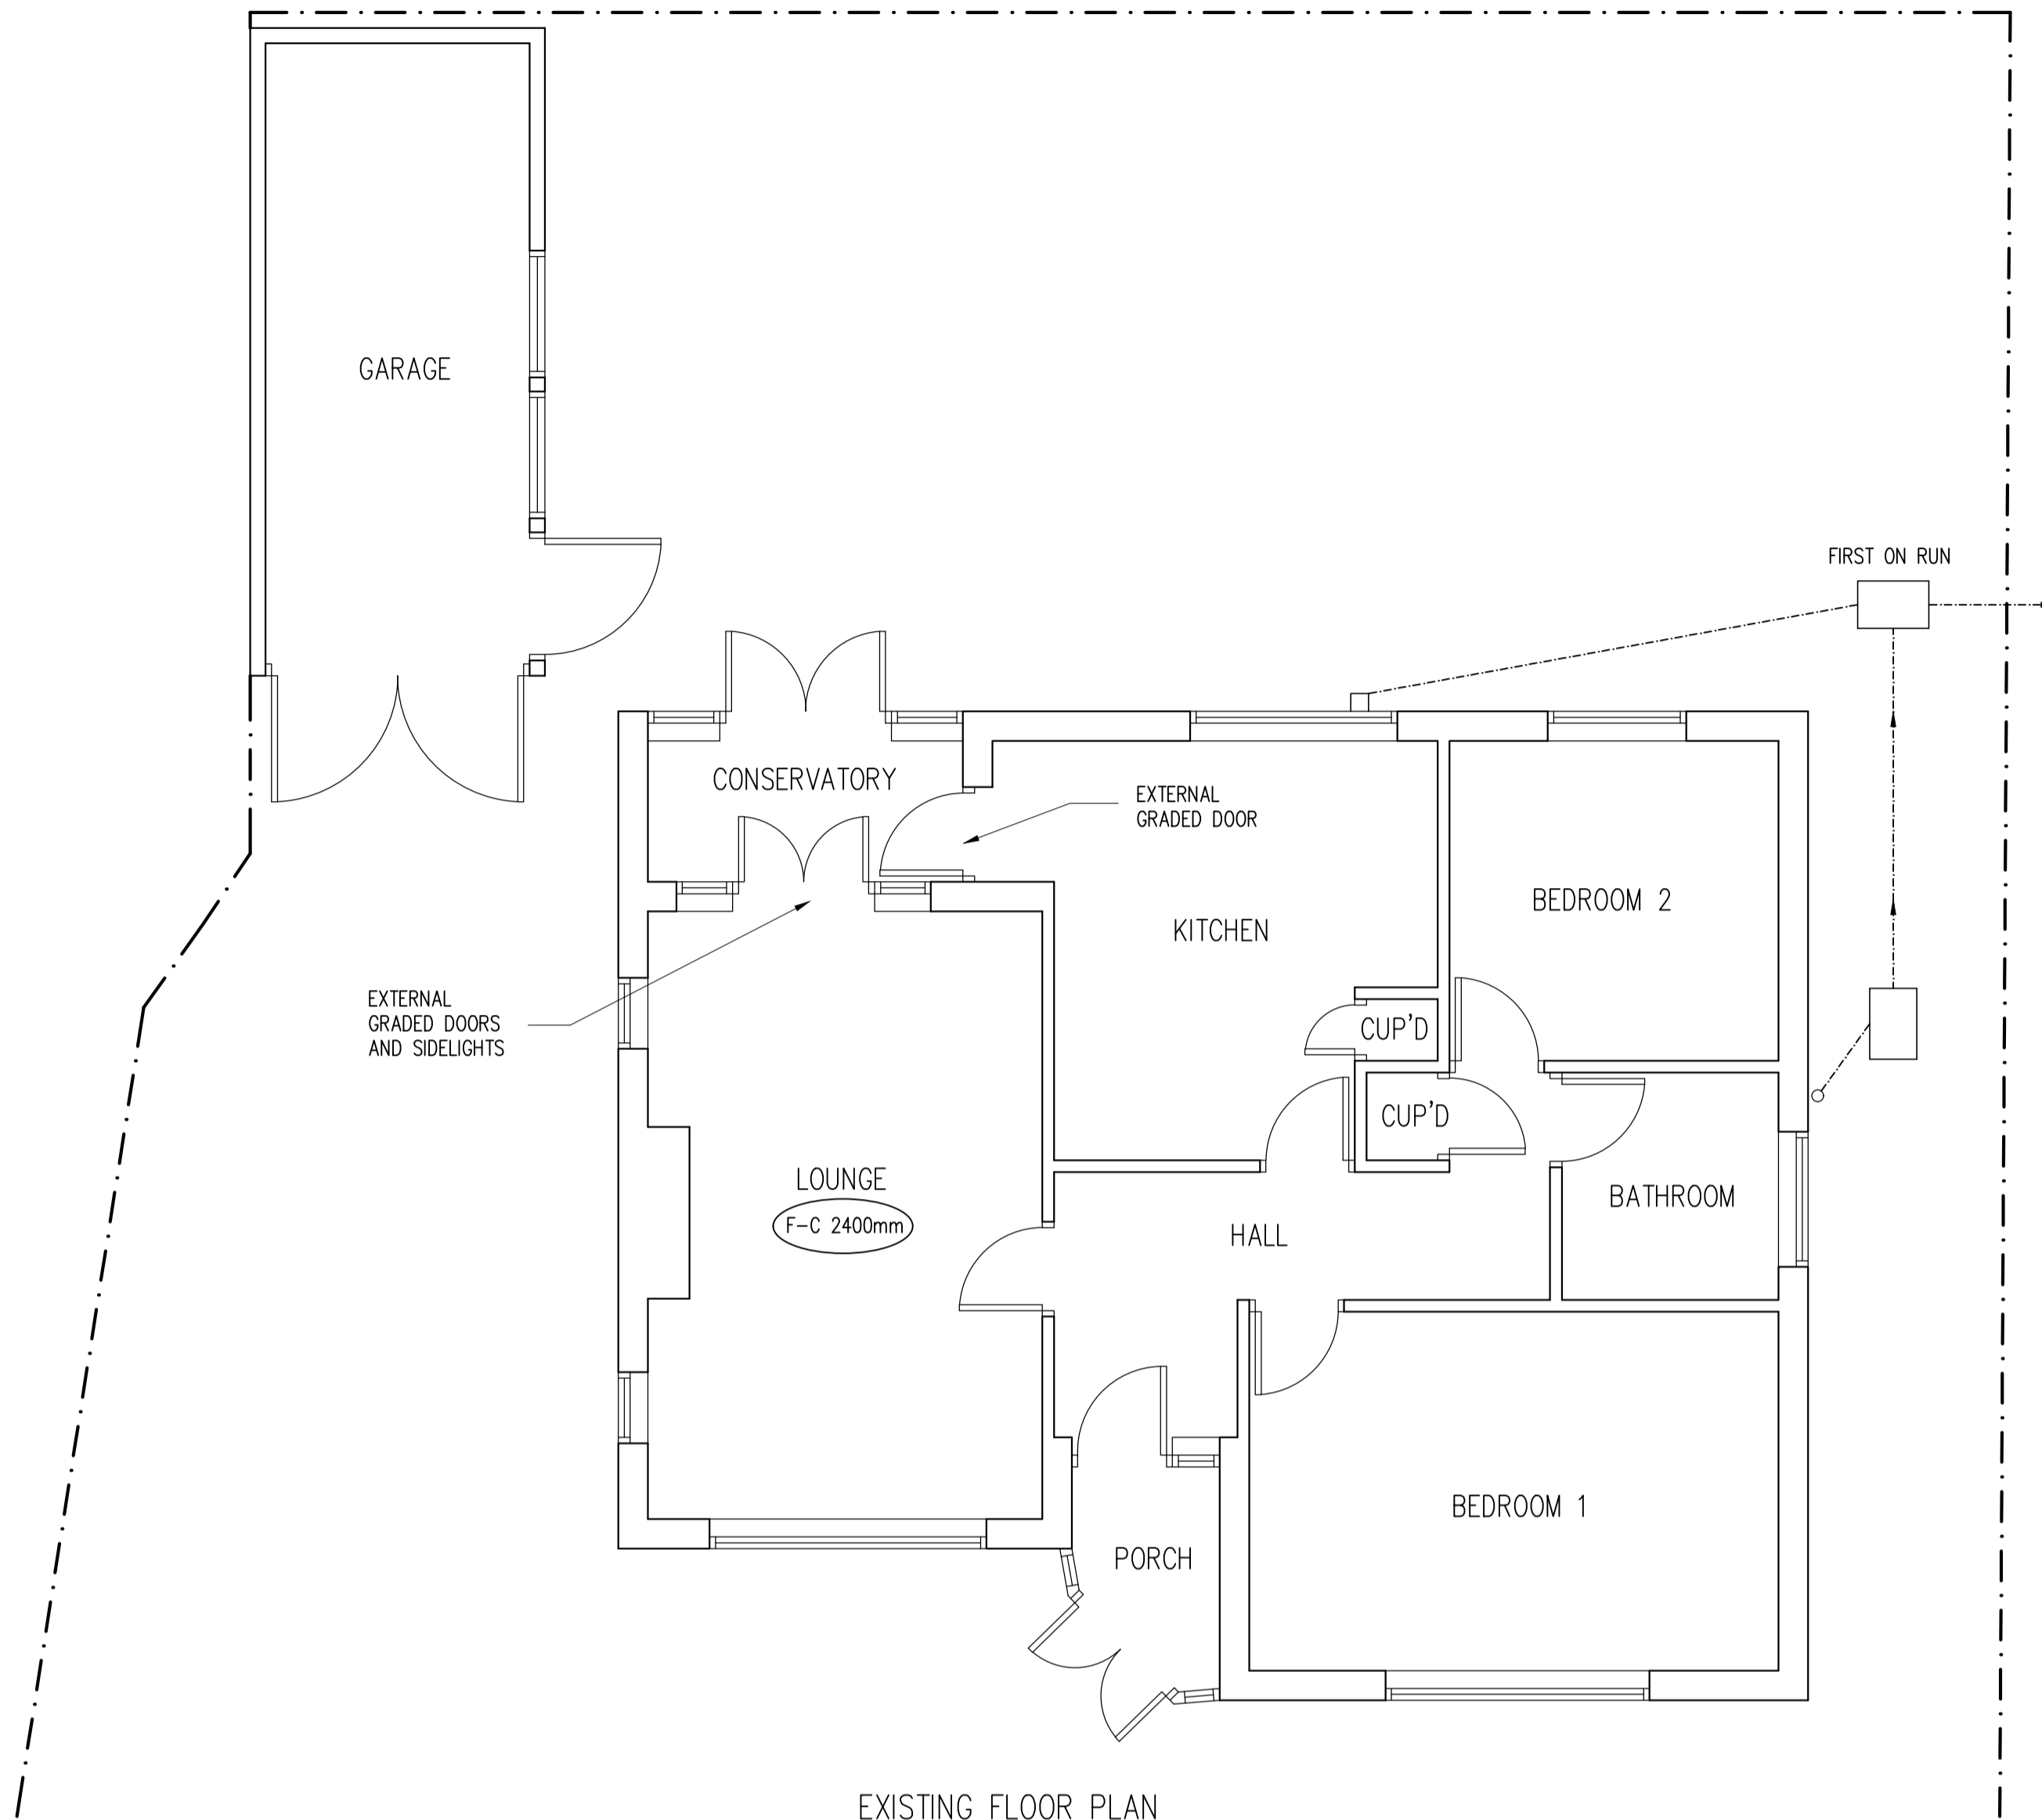 GARAGE
FIRST ON RUN
CONSERVATORY
EXTERNAL
GRADED DOOR
BEDROOM 2
KITCHEN
EXTERNAL
GRADED DOORS
AND SIDELIGHTS
CUP'D
CUP'D
LOUNGE
F-C 2400mm
BATHROOM
HALL
BEDROOM 1
PORCH
EXISTING FLOOR PLAN